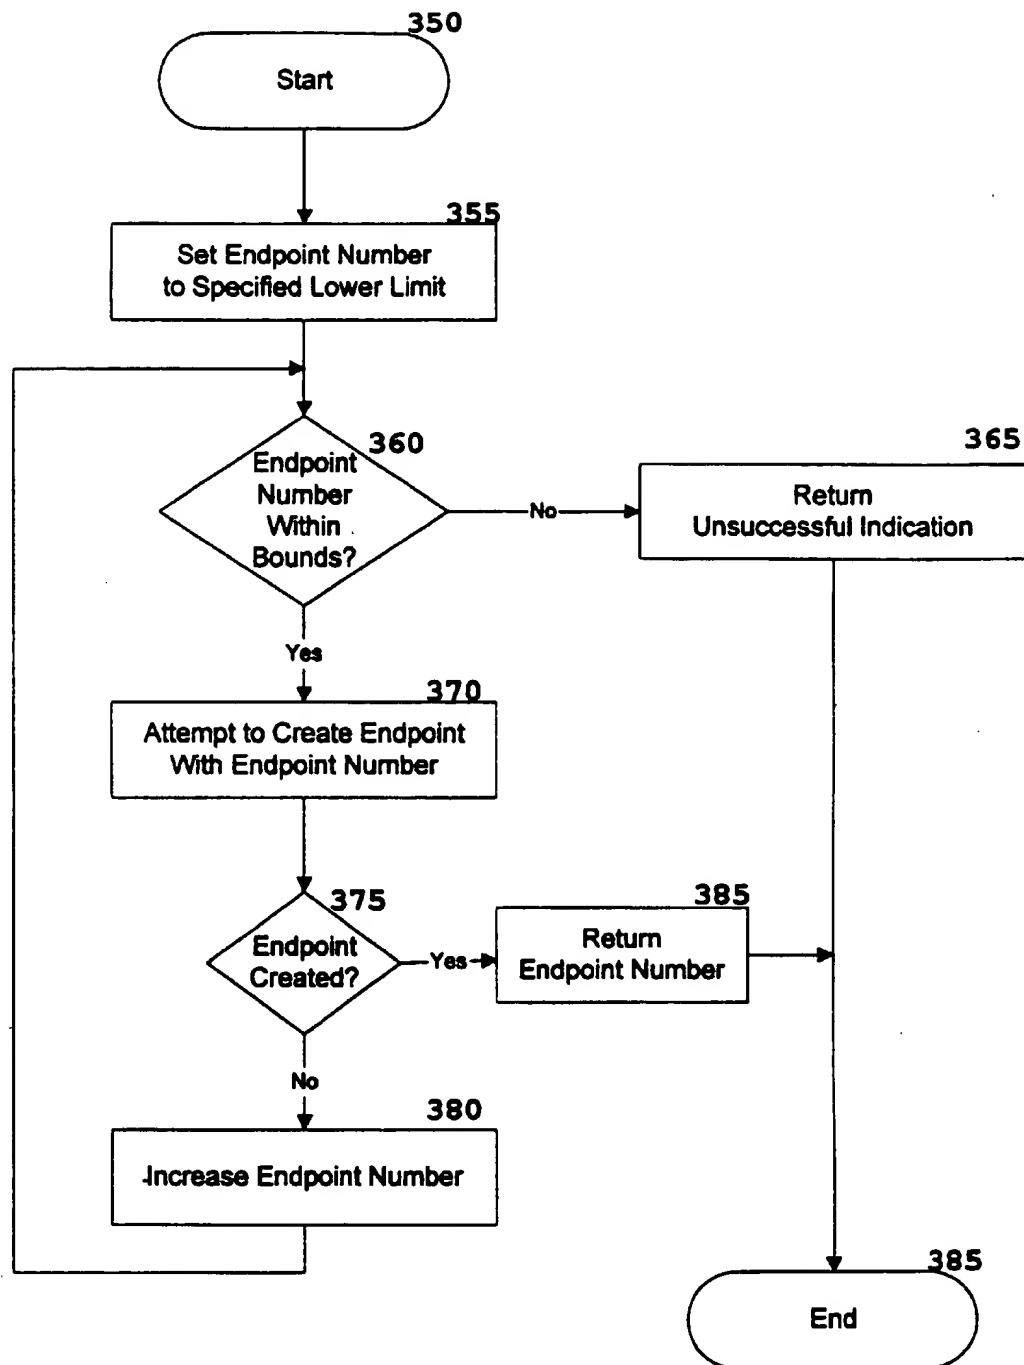 350
Start
355
Set Endpoint Number
to Specified Lower Limit
360
Endpoint
Number
Within
Bounds?
No
365
Return
Unsuccessful Indication
Yes
370
Attempt to Create Endpoint
With Endpoint Number
375
Endpoint
Created?
Yes
385
Return
Endpoint Number
No
380
Increase Endpoint Number
385
End